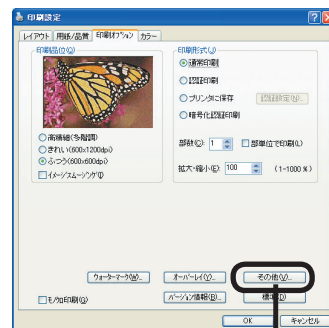 印刷設定
レイアウト 用紙/品質 印刷ｵﾌﾟｼｮﾝ カラー
印刷品位(Q)
高精細(多階調)
きれい(600x1200dpi)
ふつう(600x600dpi)
ｲﾒｰｼﾞｽﾑｰｼﾞﾝｸﾞ(I)
印刷形式(J)
通常印刷
認証印刷
プリンタに保存 認証設定(N)...
暗号化認証印刷
部数(C): 1 部単位で印刷(L)
拡大・縮小(E): 100 (1-1000 %)
ｳｫｰﾀｰﾏｰｸ(W)... ｵｰﾊﾞｰﾚｲ(Y)... その他(V)...
モノクロ印刷(G) ﾊﾞｰｼﾞｮﾝ情報(B)... 標準(D)
OK キャンセル